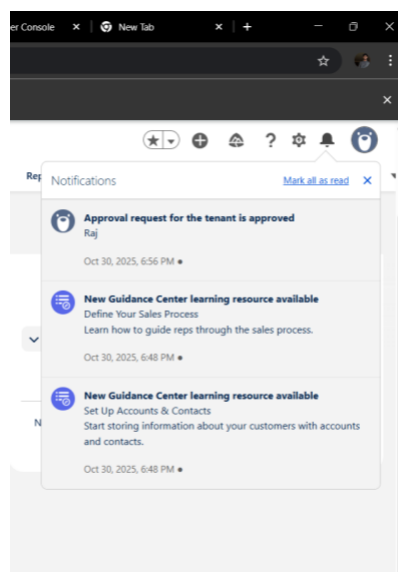 er Console
New Tab
Rep
Notifications
Mark all as read
Approval request for the tenant is approved
Raj
Oct 30, 2025, 6:56 PM
New Guidance Center learning resource available
Define Your Sales Process
Learn how to guide reps through the sales process.
Oct 30, 2025, 6:48 PM
New Guidance Center learning resource available
Set Up Accounts & Contacts
N
Start storing information about your customers with accounts
and contacts.
Oct 30, 2025, 6:48 PM